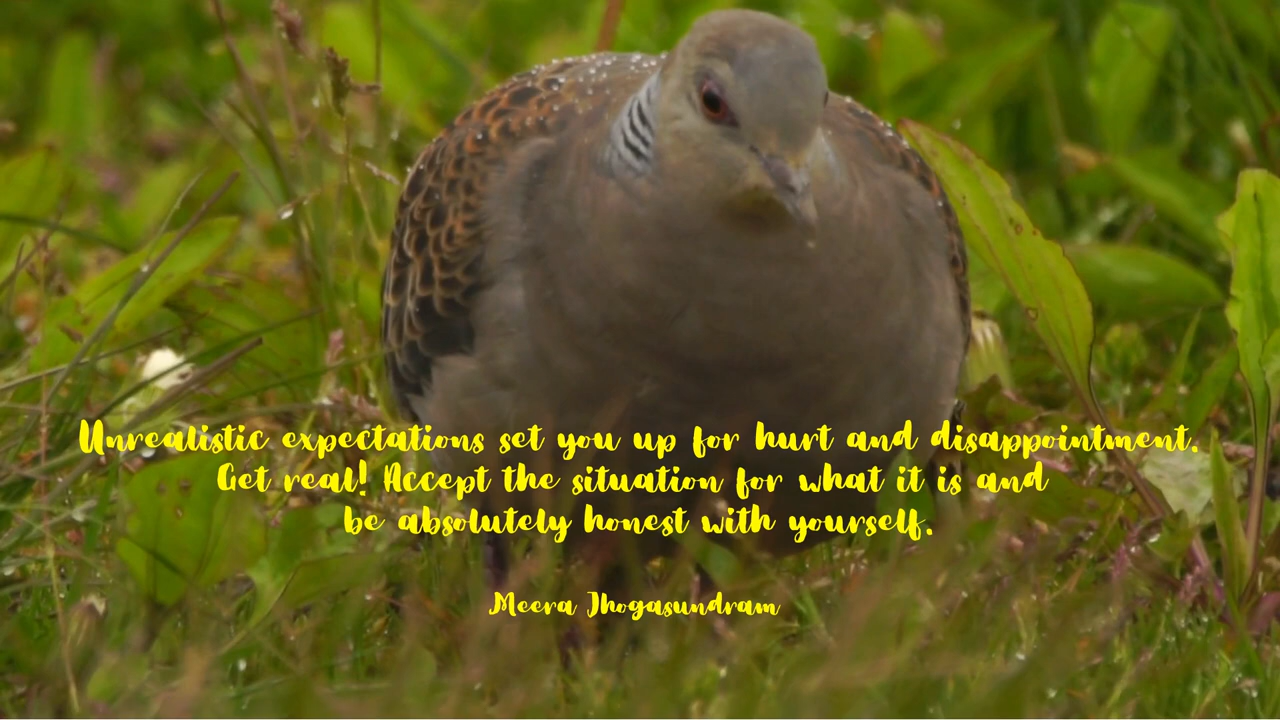 Unrealistic expectations set you up for hurt and disappointment.
Get real! Accept the situation for what it is and
be absolutely honest with yourself.
Meera Jhogasundram